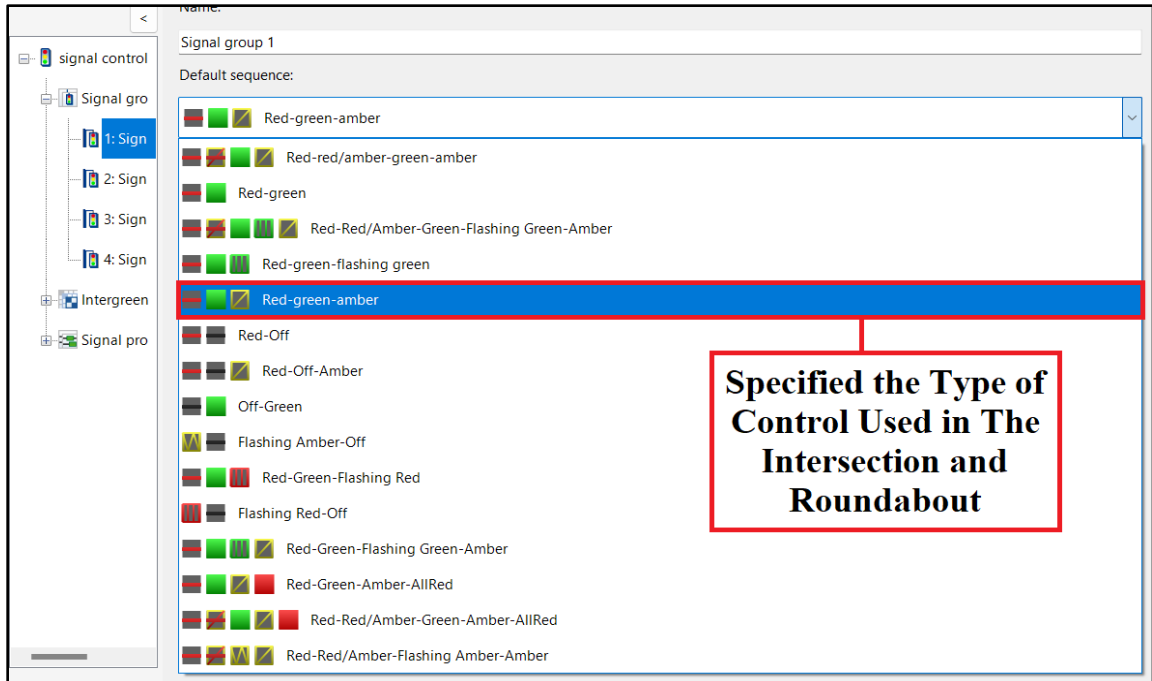 Name:
<
Signal group 1
signal control
Default sequence:
Signal gro
Red-green-amber
1: Sign
Red-red/amber-green-amber
2: Sign
Red-green
3: Sign
Red-Red/Amber-Green-Flashing Green-Amber
4: Sign
Red-green-flashing green
Intergreen
Red-green-amber
Signal pro
Red-Off
Red-Off-Amber
Off-Green
Flashing Amber-Off
Red-Green-Flashing Red
Flashing Red-Off
Red-Green-Flashing Green-Amber
Red-Green-Amber-AllRed
Red-Red/Amber-Green-Amber-AllRed
Red-Red/Amber-Flashing Amber-Amber
Specified the Type of
Control Used in The
Intersection and
Roundabout